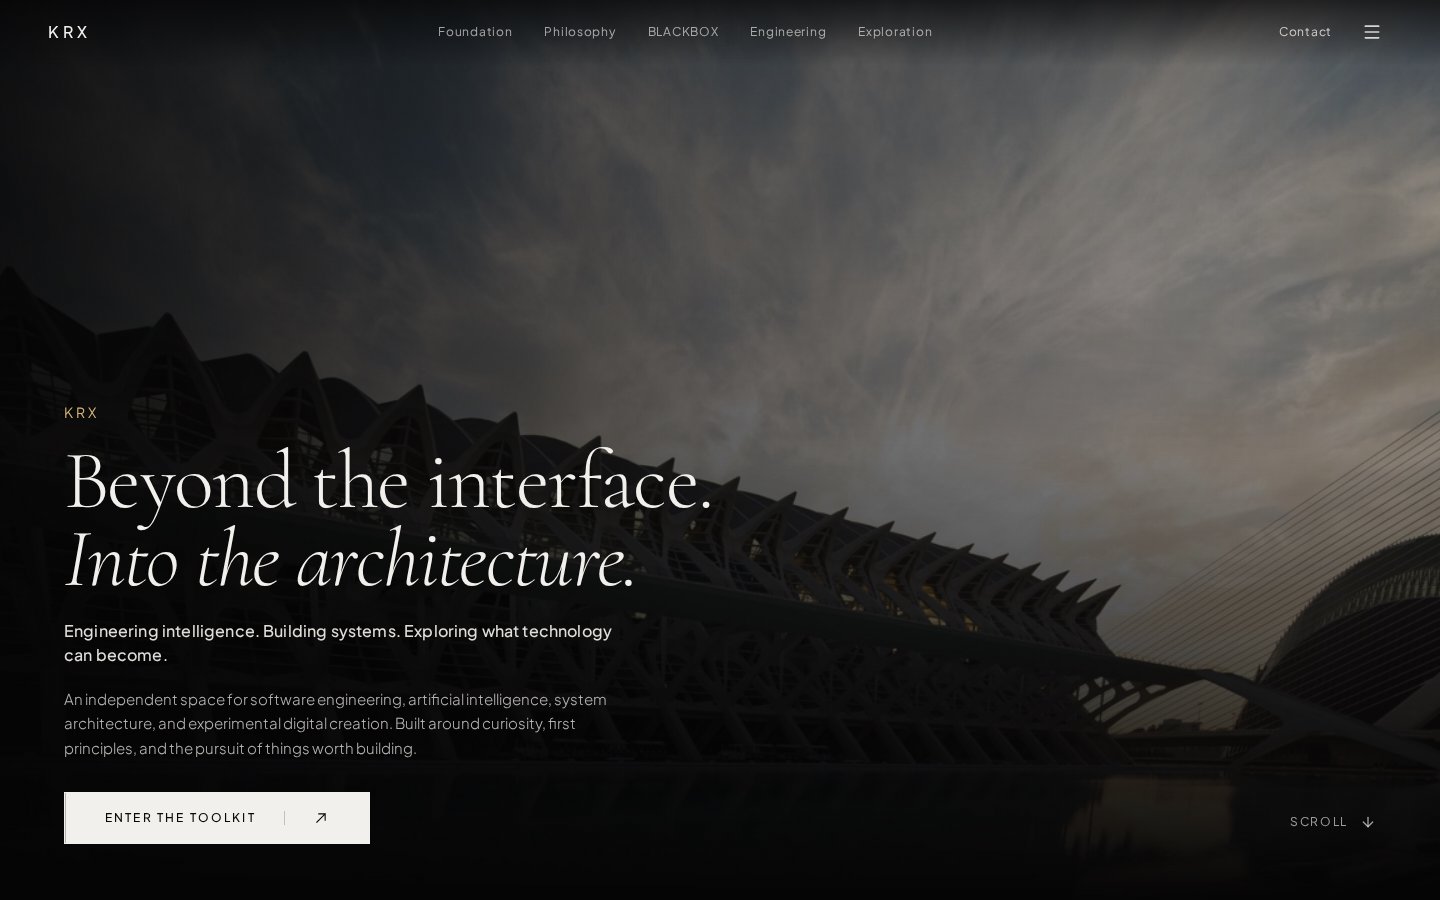 KRX
Foundation
Philosophy
BLACKBOX
Engineering
Exploration
Contact
KRX
Beyond the interface.
Into the architecture.
Engineering intelligence. Building systems. Exploring what technology
can become.
An independent space for software engineering, artificial intelligence, system
architecture, and experimental digital creation. Built around curiosity, first
principles, and the pursuit of things worth building.
ENTER THE TOOLKIT
SCROLL